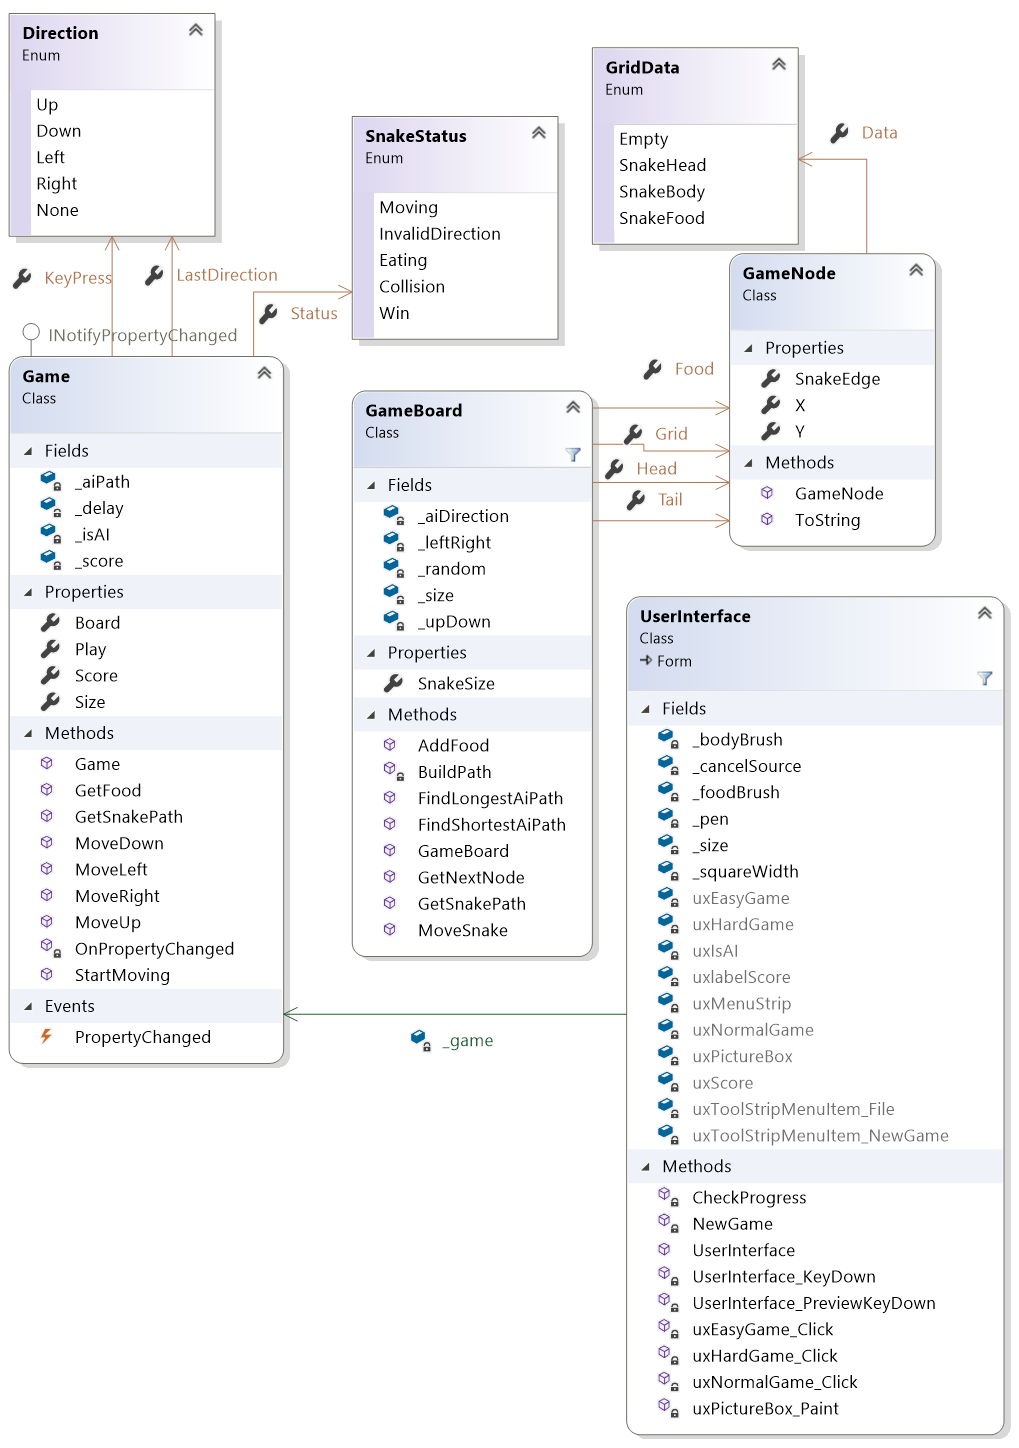 Direction
Enum
Up
Down
Left
Right
None
KeyPress
LastDirection
INotifyPropertyChanged
SnakeStatus
Enum
Moving
InvalidDirection
Eating
Collision
Win
Status
GridData
Enum
Empty
SnakeHead
SnakeBody
SnakeFood
Data
GameNode
Class
Properties
SnakeEdge
X
Y
Methods
GameNode
ToString
Food
Grid
Head
Tail
Game
Class
Fields
_aiPath
_delay
_isAI
_score
Properties
Board
Play
Score
Size
Methods
Game
GetFood
GetSnakePath
MoveDown
MoveLeft
MoveRight
MoveUp
OnPropertyChanged
StartMoving
Events
PropertyChanged
GameBoard
Class
Fields
_aiDirection
_leftRight
_random
_size
_upDown
Properties
SnakeSize
Methods
AddFood
BuildPath
FindLongestAiPath
FindShortestAiPath
GameBoard
GetNextNode
GetSnakePath
MoveSnake
_game
UserInterface
Class
Form
Fields
_bodyBrush
_cancelSource
_foodBrush
_pen
_size
_squareWidth
uxEasyGame
uxHardGame
uxIsAI
uxlabelScore
uxMenuStrip
uxNormalGame
uxPictureBox
uxScore
uxToolStripMenuItem_File
uxToolStripMenuItem_NewGame
Methods
CheckProgress
NewGame
UserInterface
UserInterface_KeyDown
UserInterface_PreviewKeyDown
uxEasyGame_Click
uxHardGame_Click
uxNormalGame_Click
uxPictureBox_Paint